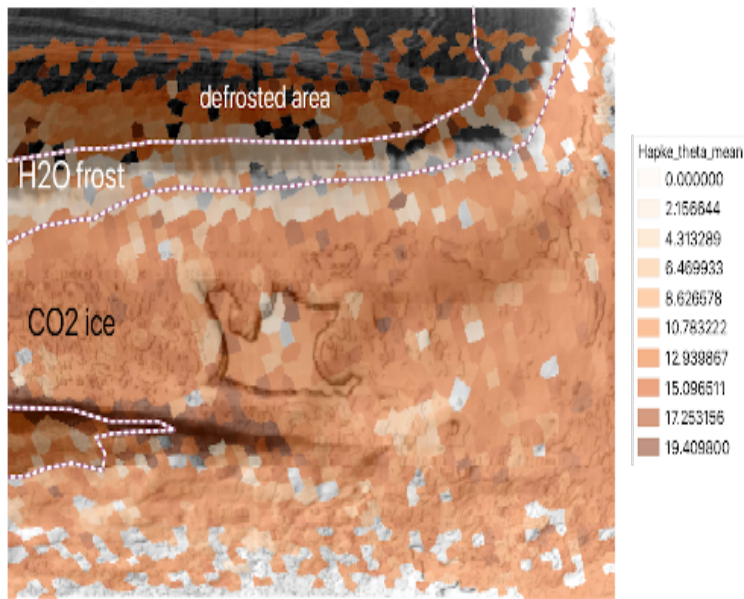 defrosted area
H2O frost
CO2 ice
Hapke_theta_mean
0.000000
2.156644
4.313289
6.469933
8.626578
10.783222
12.939867
15.096511
17.253156
19.409800